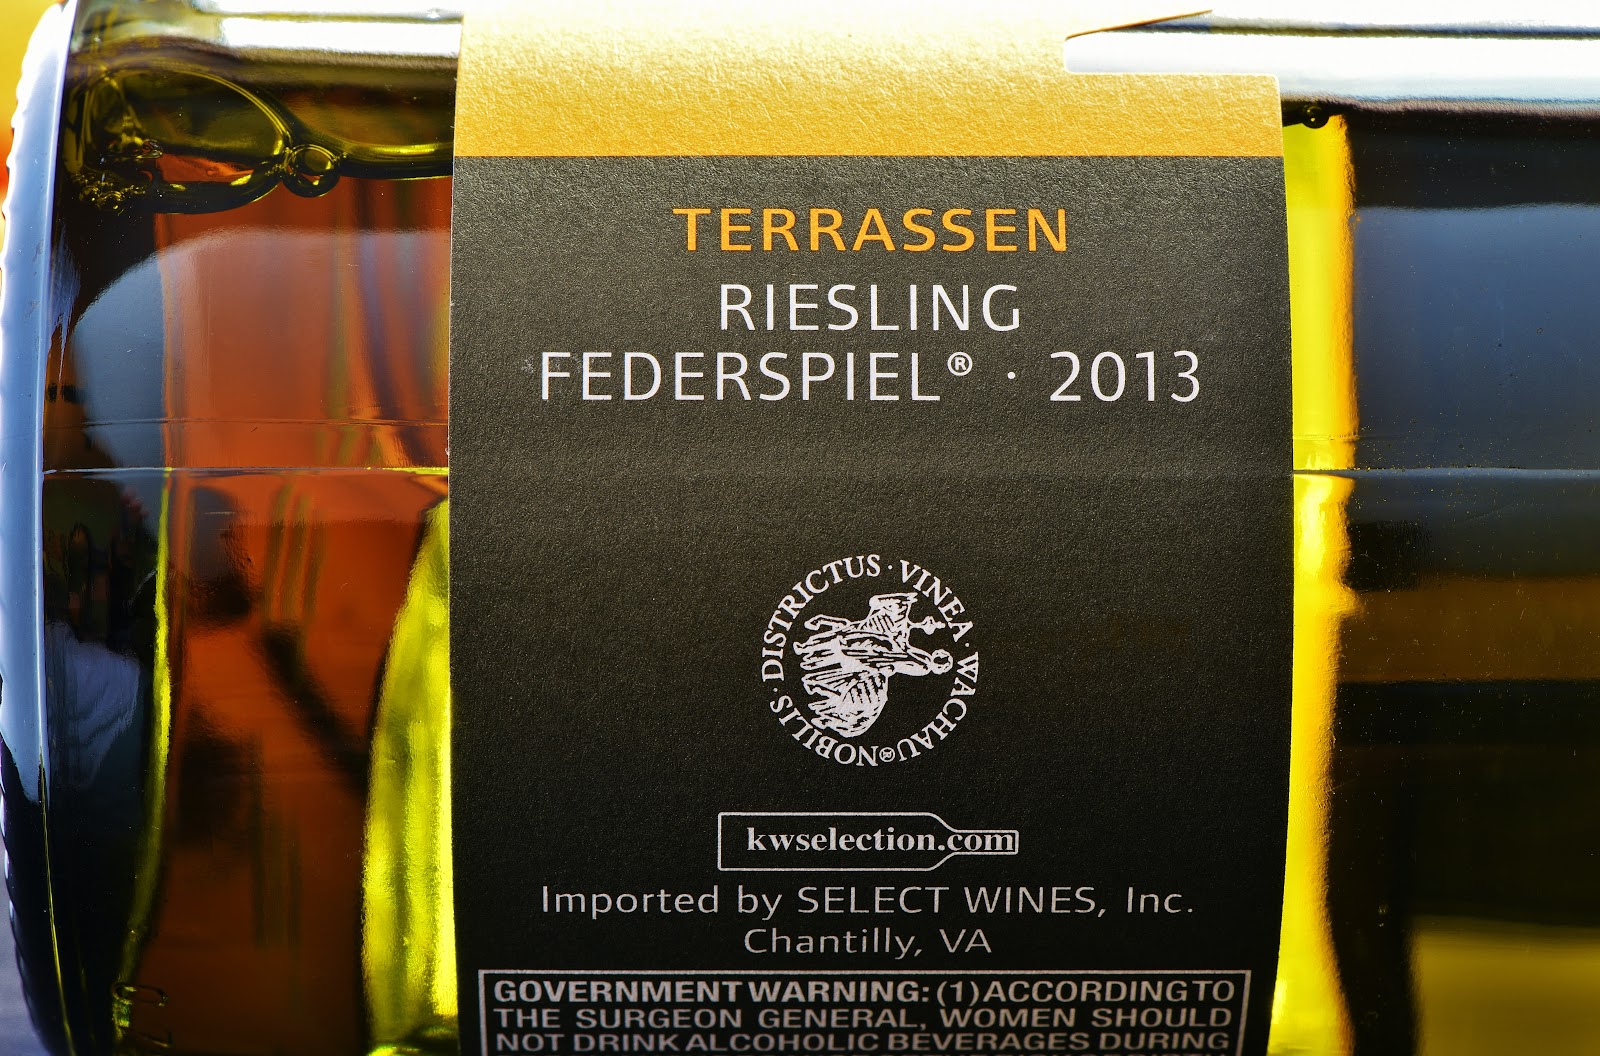 TERRASSEN
RIESLING
FEDERSPIEL® · 2013
VINEA · WACHAU ® NOBILIS · DISTRICTUS ·
kwselection.com
Imported by SELECT WINES, Inc.
Chantilly, VA
GOVERNMENT WARNING: (1) ACCORDING TO
THE SURGEON GENERAL, WOMEN SHOULD
NOT DRINK ALCOHOLIC BEVERAGES DURING